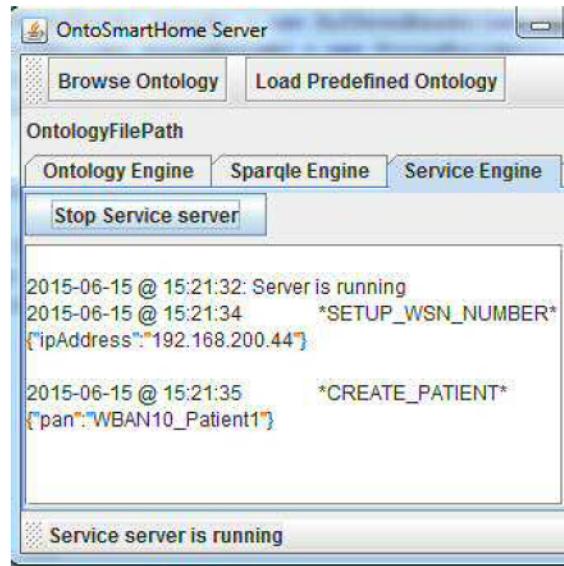 OntoSmartHome Server
Browse Ontology Load Predefined Ontology
OntologyFilePath
Ontology Engine Sparqle Engine Service Engine
Stop Service server
2015-06-15 @ 15:21:32: Server is running
2015-06-15 @ 15:21:34 *SETUP_WSN_NUMBER*
{"ipAddress":"192.168.200.44"}
2015-06-15 @ 15:21:35 *CREATE_PATIENT*
{"pan":"WBAN10_Patient1"}
Service server is running